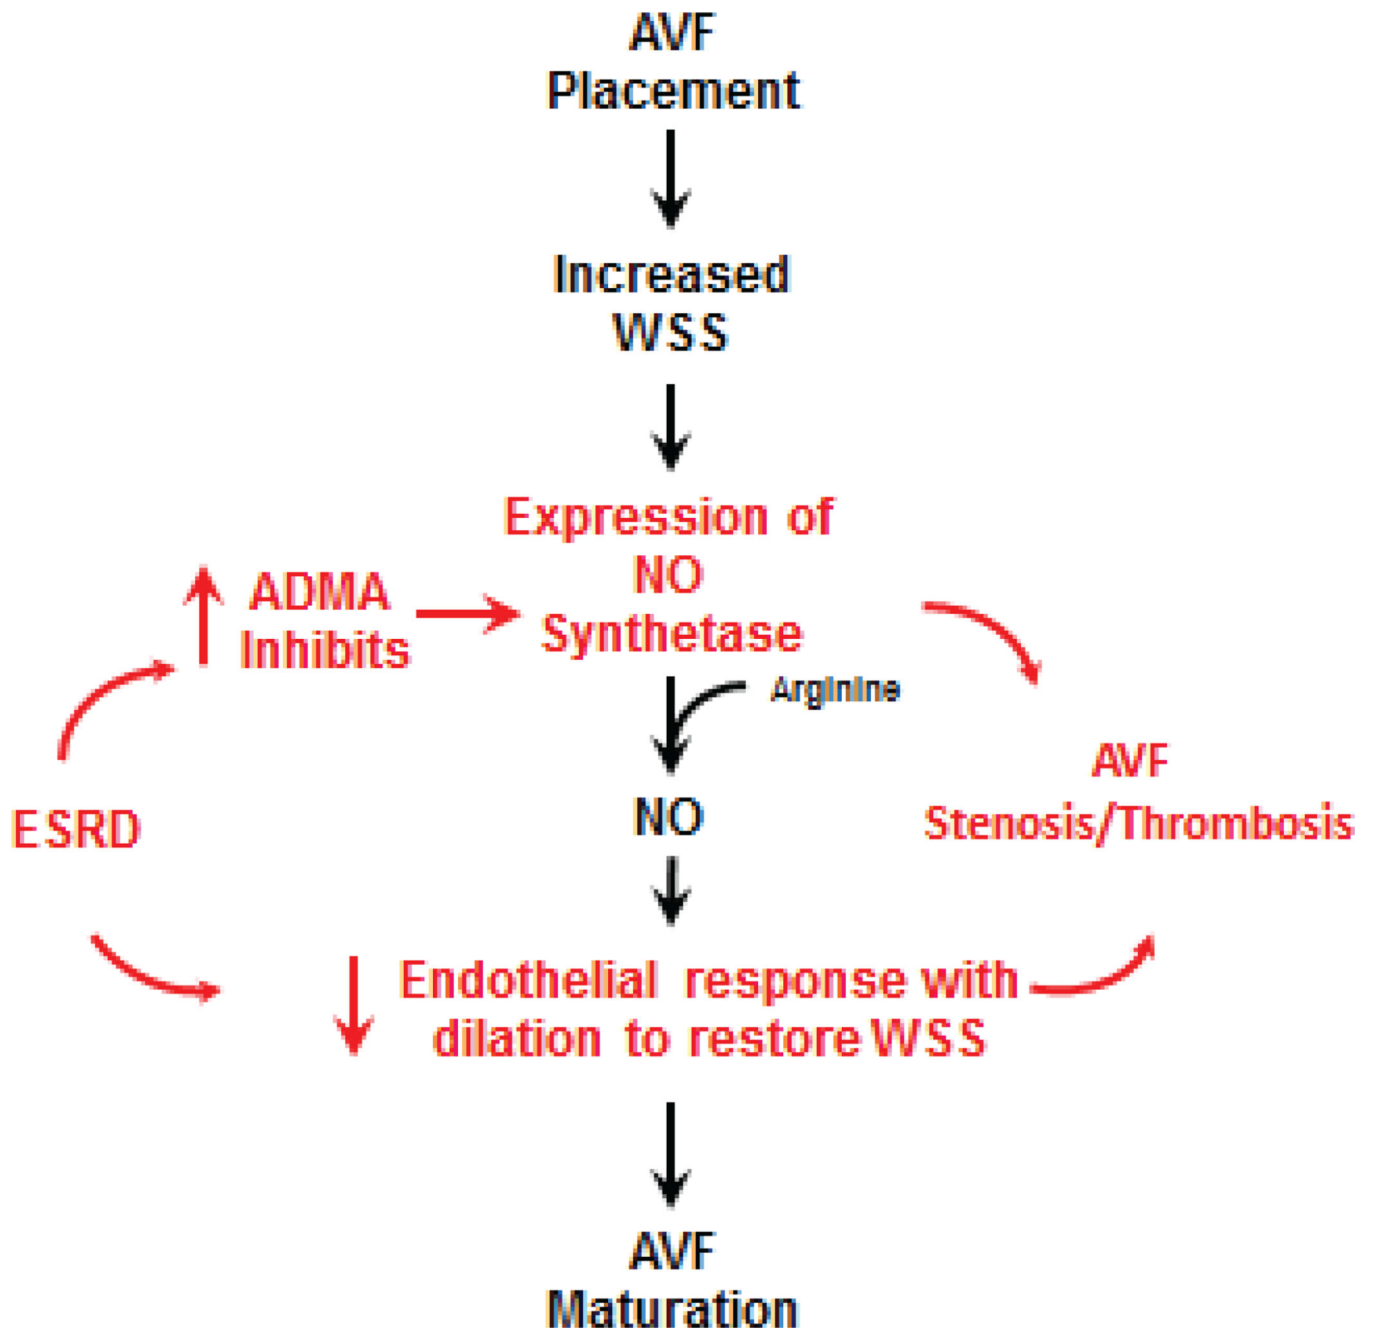 AVF
Placement
Increased
WSS
Expression of
NO
Synthetase
ADMA
Inhibits
Arginine
AVF
Stenosis/Thrombosis
NO
ESRD
Endothelial response with
dilation to restore WSS
AVF
Maturation